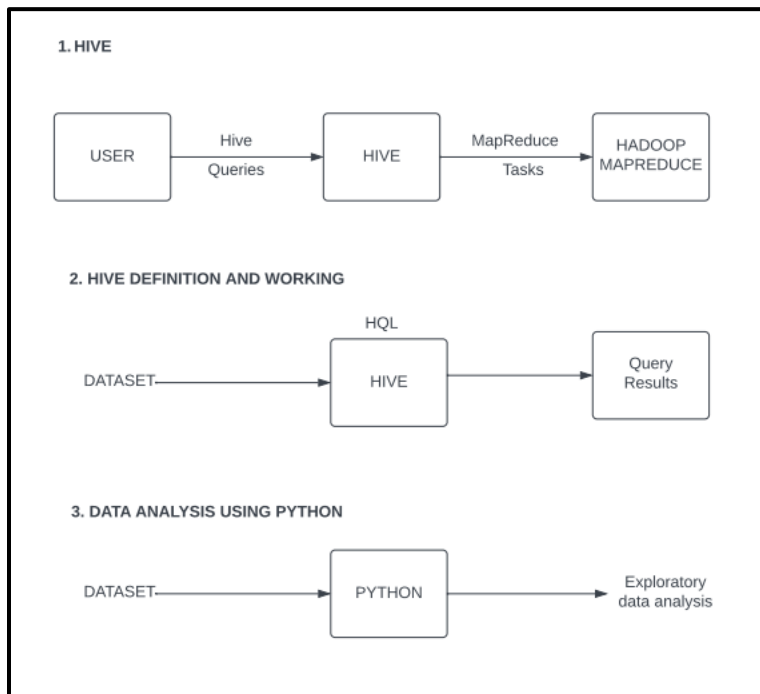 1. HIVE
USER
Hive
Queries
HIVE
MapReduce
Tasks
HADOOP
MAPREDUCE
2. HIVE DEFINITION AND WORKING
DATASET
HQL
HIVE
Query
Results
3. DATA ANALYSIS USING PYTHON
DATASET
PYTHON
Exploratory
data analysis